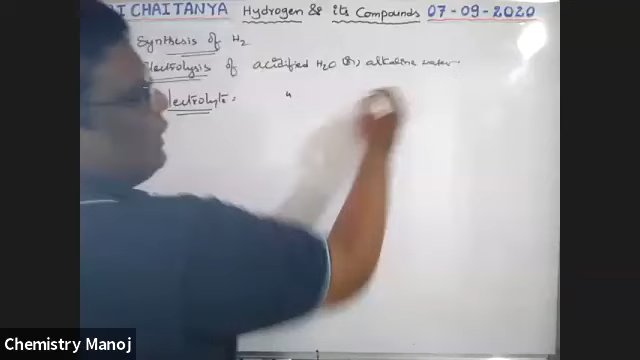 I CHAITANYA Hydrogen & its Compounds 07-09-2020
Synthesis of H2
Electrolysis of acidified H2O (or) alkaline water
lectrolyte :
"
Chemistry Manoj